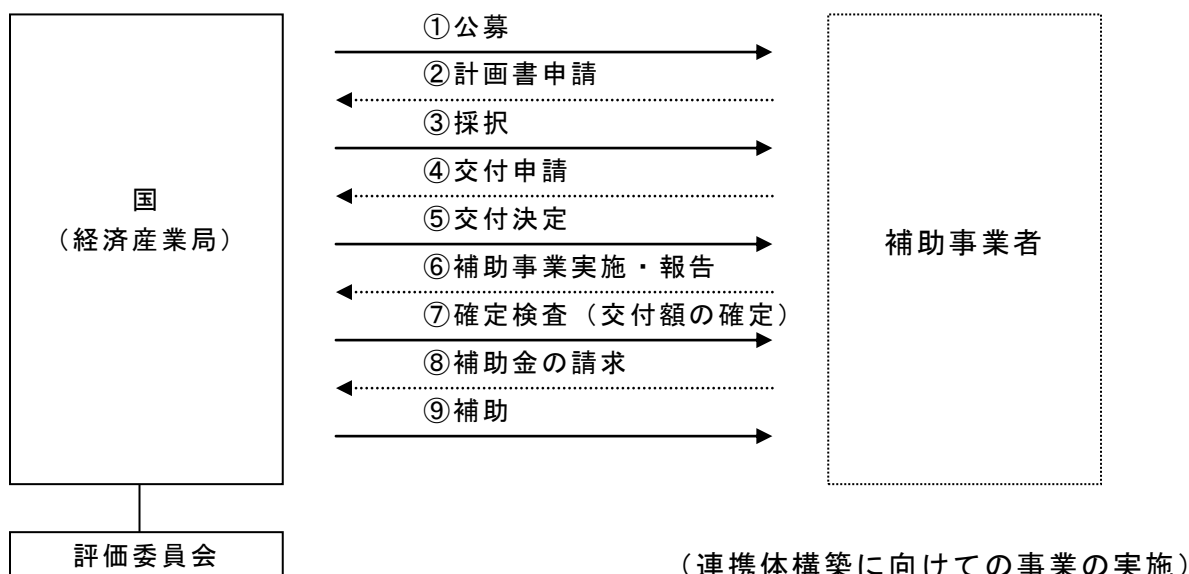 ①公募
②計画書申請
③採択
④交付申請
国
(経済産業局)
⑤交付決定
補助事業者
⑥補助事業実施・報告
⑦確定検査(交付額の確定)
⑧補助金の請求
⑨補助
評価委員会
(連携体構築に向けての事業の実施)